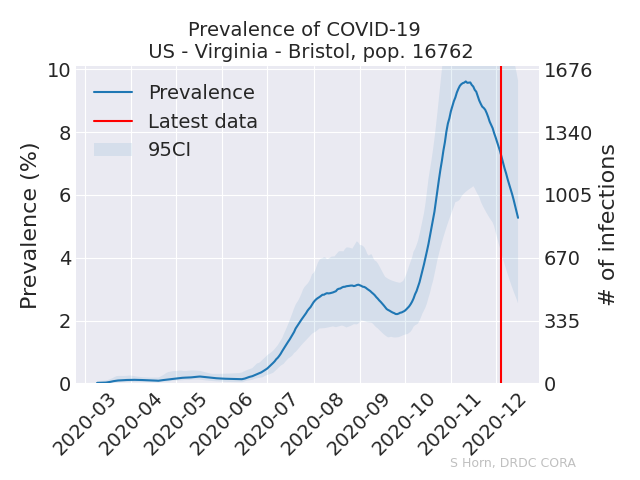 Prevalence of COVID-19
US - Virginia - Bristol, pop. 16762
Prevalence (%)
10
8
6
4
2
0
Prevalence
Latest data
95CI
1676
1340
1005
670
335
0
# of infections
2020-03
2020-04
2020-05
2020-06
2020-07
2020-08
2020-09
2020-10
2020-11
2020-12
S Horn, DRDC CORA